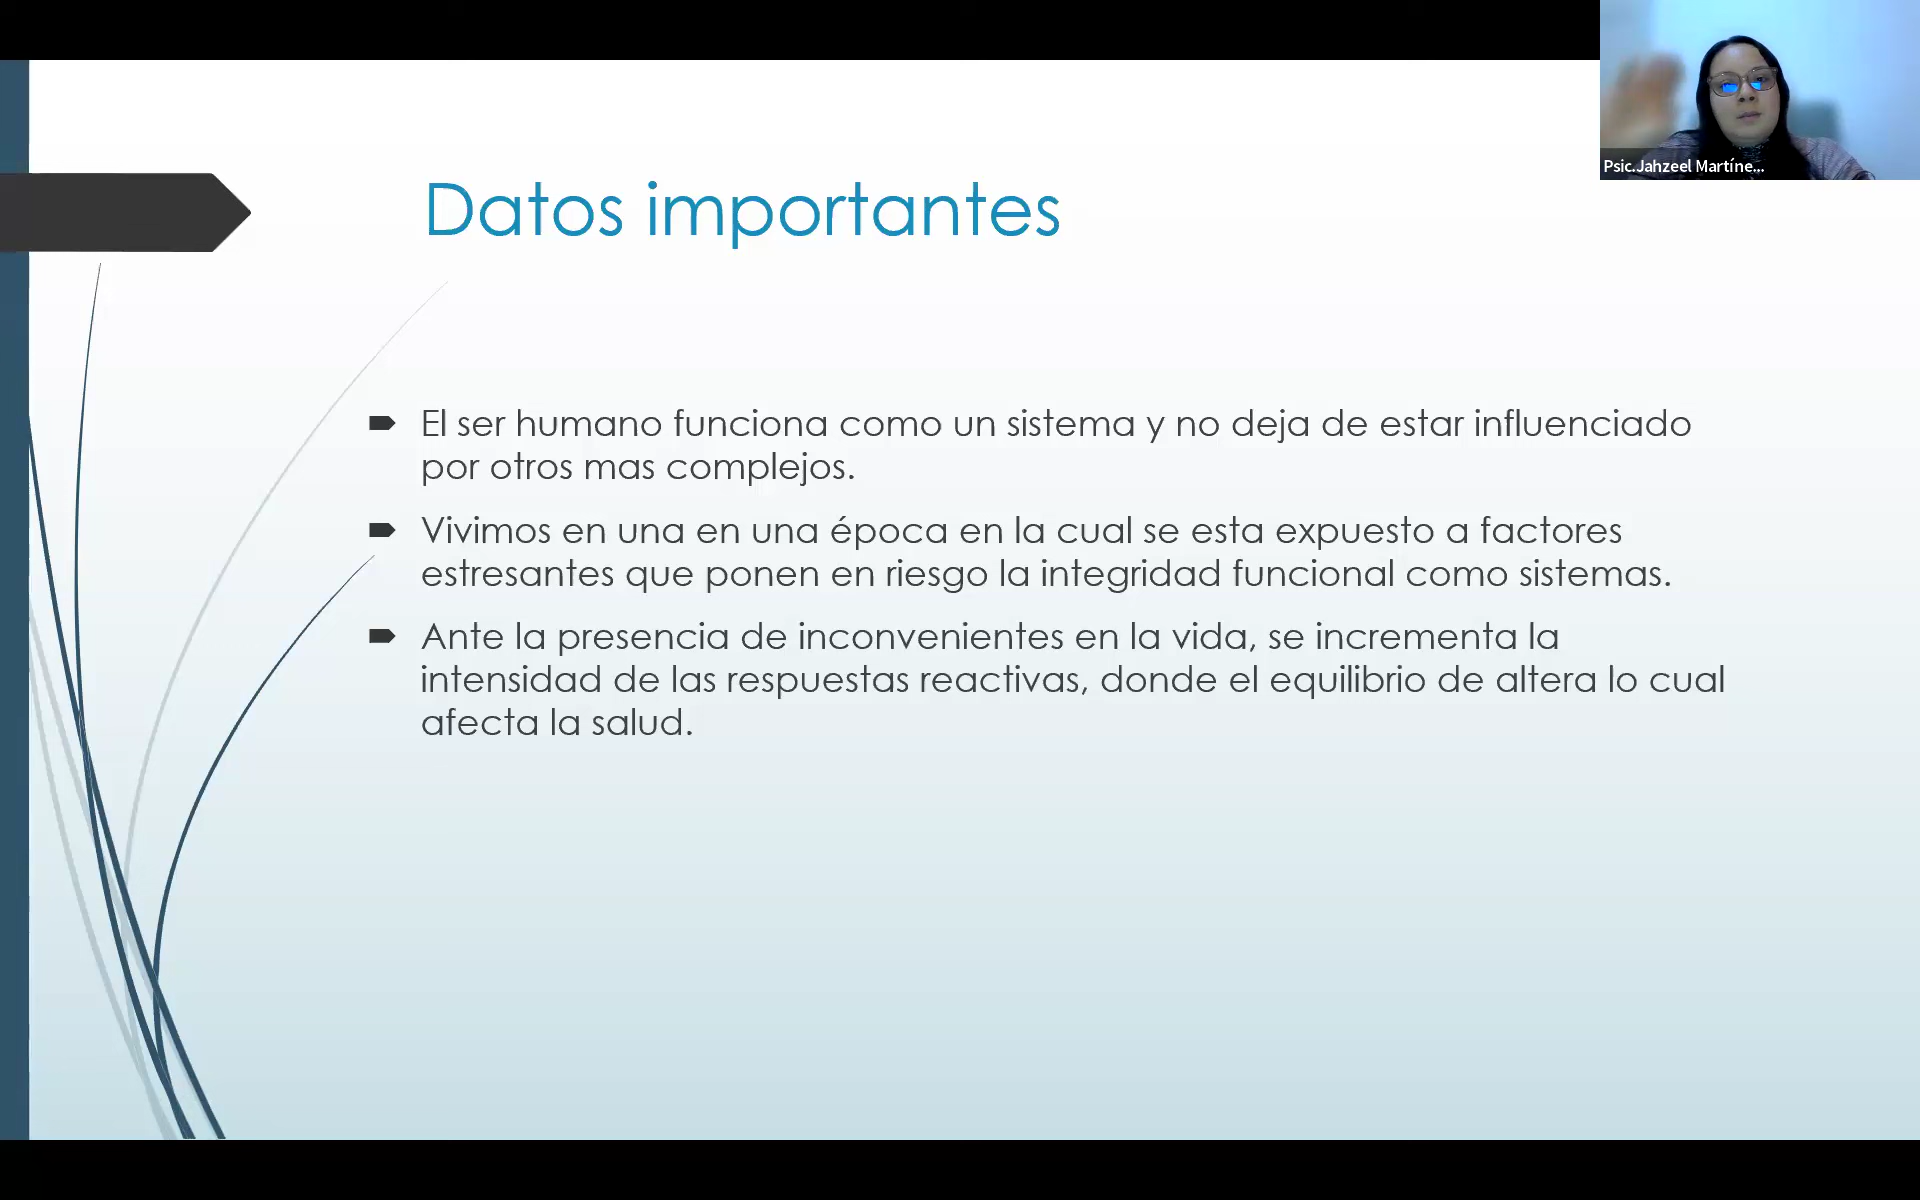 Psic.Jahzeel Martíne...
Datos importantes
El ser humano funciona como un sistema y no deja de estar influenciado
por otros mas complejos.
Vivimos en una en una época en la cual se esta expuesto a factores
estresantes que ponen en riesgo la integridad funcional como sistemas.
Ante la presencia de inconvenientes en la vida, se incrementa la
intensidad de las respuestas reactivas, donde el equilibrio de altera lo cual
afecta la salud.